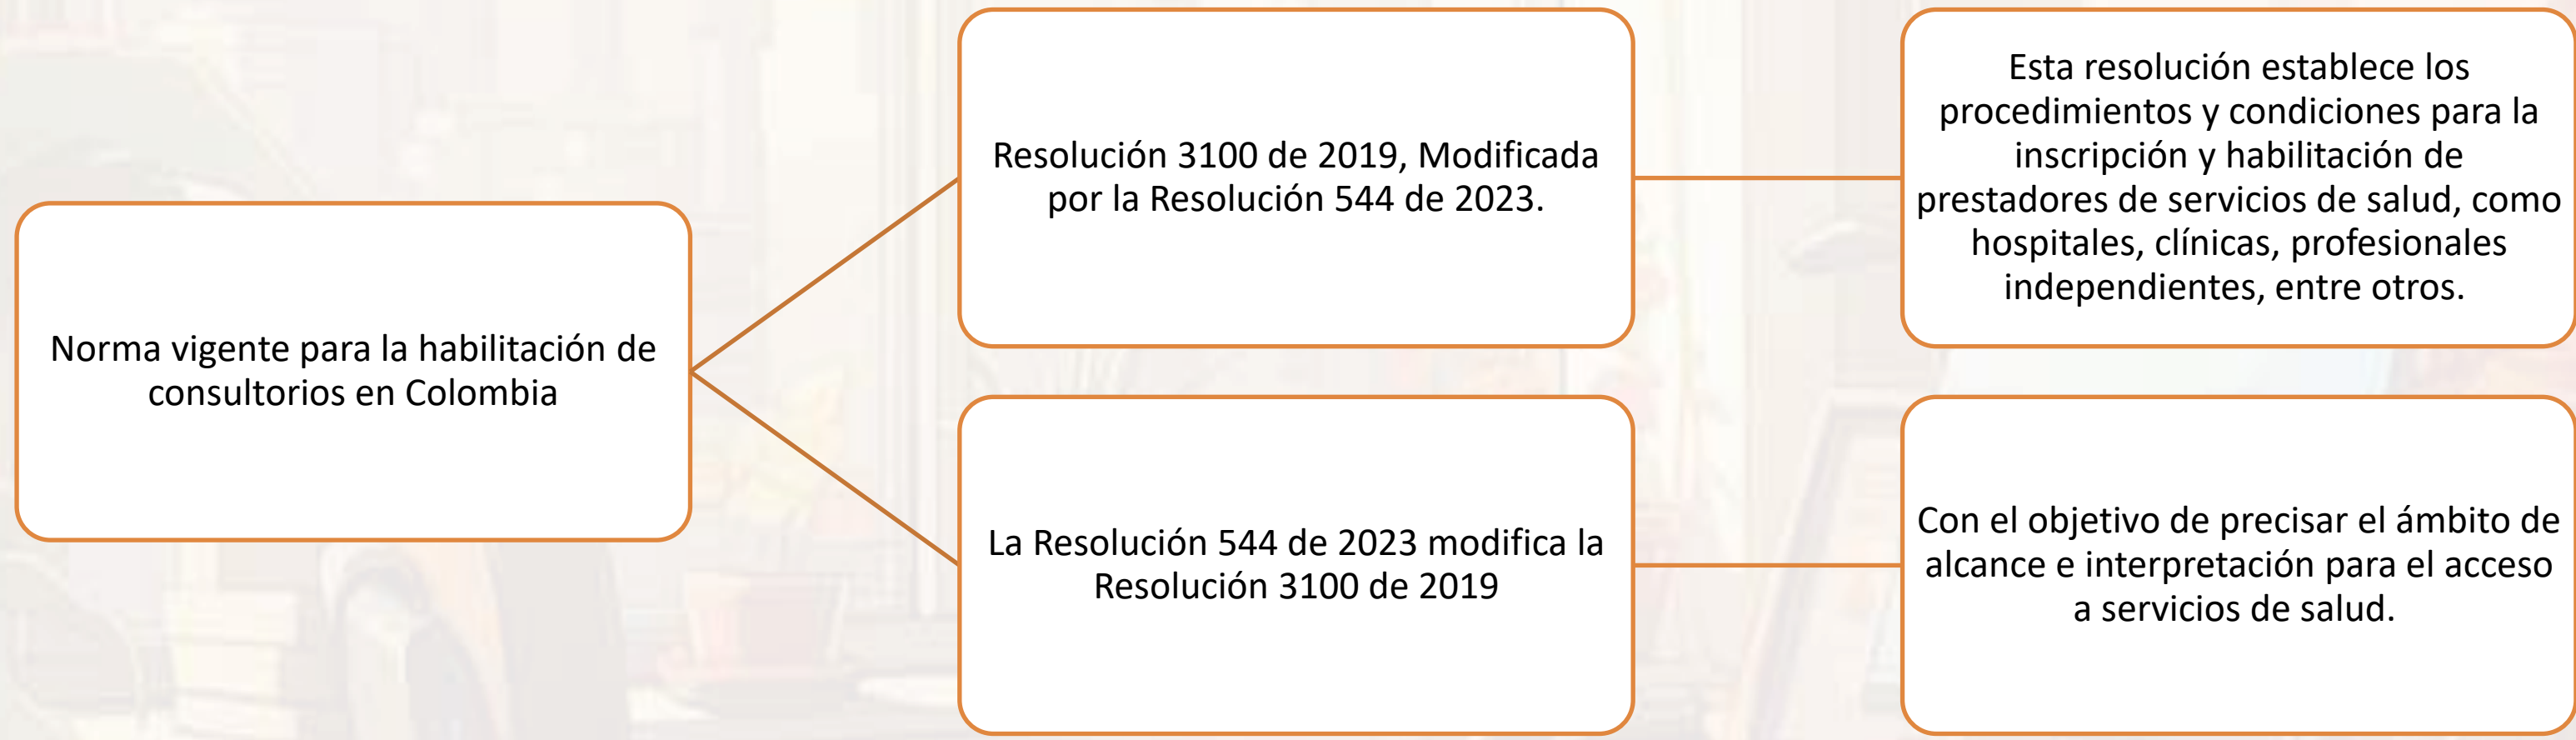 Norma vigente para la habilitación de
consultorios en Colombia
Resolución 3100 de 2019, Modificada
por la Resolución 544 de 2023.
Esta resolución establece los
procedimientos y condiciones para la
inscripción y habilitación de
prestadores de servicios de salud, como
hospitales, clínicas, profesionales
independientes, entre otros.
La Resolución 544 de 2023 modifica la
Resolución 3100 de 2019
Con el objetivo de precisar el ámbito de
alcance e interpretación para el acceso
a servicios de salud.